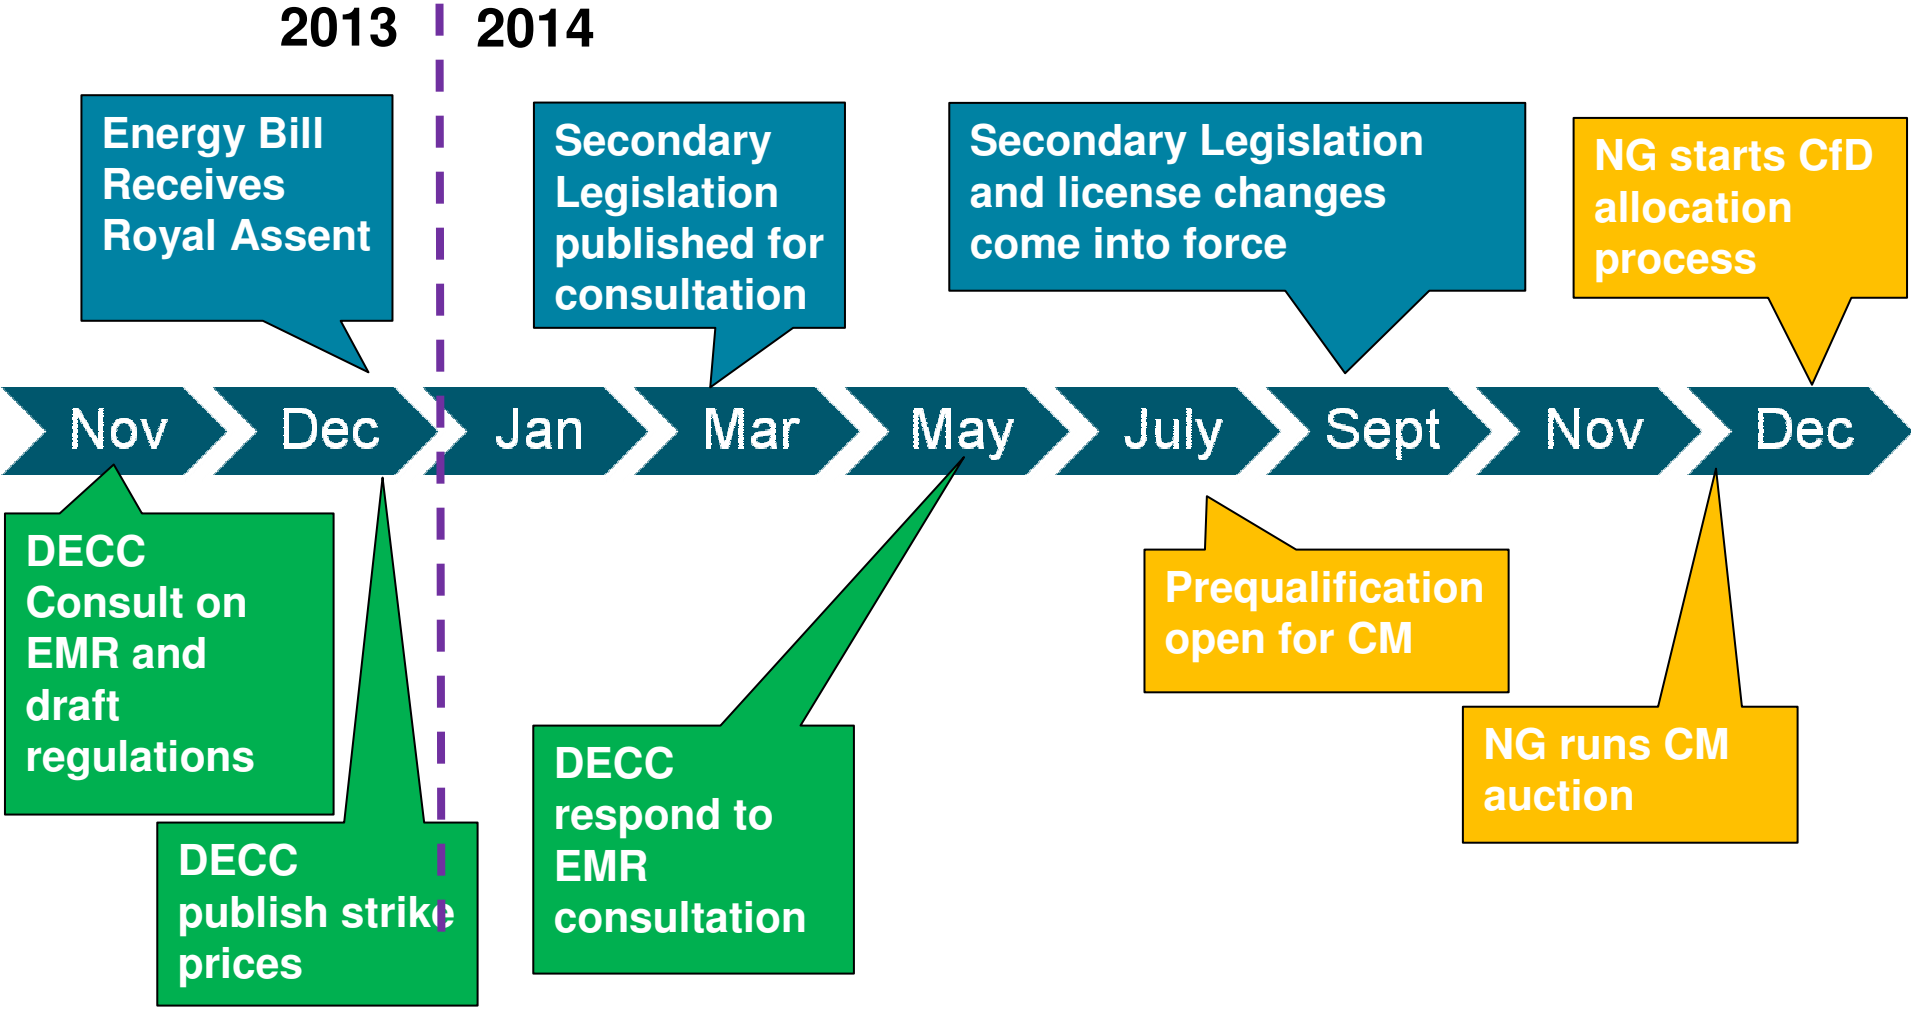 2013
2014
Energy Bill
Receives
Royal Assent
Secondary
Legislation
published for
consultation
Secondary Legislation
and license changes
come into force
NG starts CfD
allocation
process
Nov
Dec
Jan
Mar
May
July
Sept
Nov
Dec
DECC
Consult on
EMR and
draft
regulations
DECC
publish strike
prices
DECC
respond to
EMR
consultation
Prequalification
open for CM
NG runs CM
auction